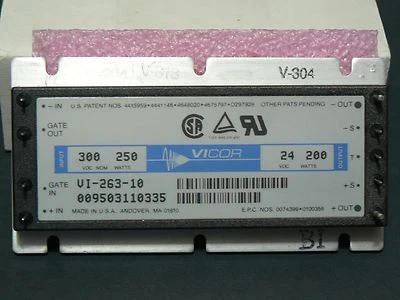 V-304
- IN U.S. PATENT NOS. 4415959•4441146•4648020•4675797•D297929 OTHER PATS PENDING -OUT
GATE OUT
-S
INPUT 300 VDC NOM 250 WATTS VICOR 24 VDC 200 WATTS OUTPUT
T
GATE IN
VI-263-10
+S
009503110335
+ IN MADE IN U.S.A. ANDOVER, MA 01810 E.P.C. NOS. 0074399•0100356 +OUT
B1